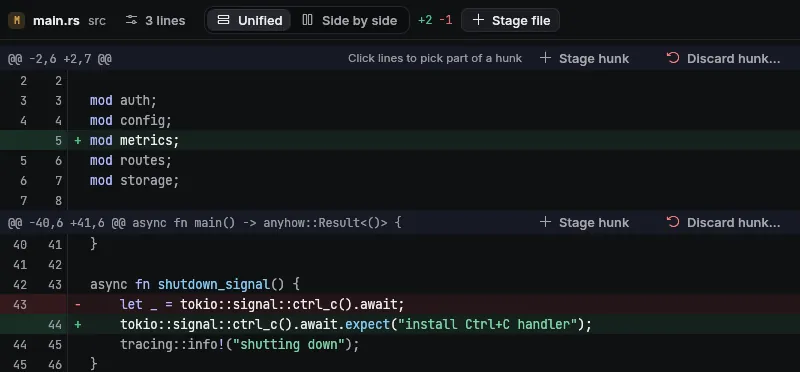 M main.rs src 3 lines Unified Side by side +2 -1 Stage file
@@ -2,6 +2,7 @@ Click lines to pick part of a hunk Stage hunk Discard hunk...
2 2
3 3 mod auth;
4 4 mod config;
5 + mod metrics;
5 6 mod routes;
6 7 mod storage;
7 8
@@ -40,6 +41,6 @@ async fn main() -> anyhow::Result<()> { Stage hunk Discard hunk...
40 41 }
41 42
42 43 async fn shutdown_signal() {
43 - let _ = tokio::signal::ctrl_c().await;
44 + tokio::signal::ctrl_c().await.expect("install Ctrl+C handler");
44 45 tracing::info!("shutting down");
45 46 }